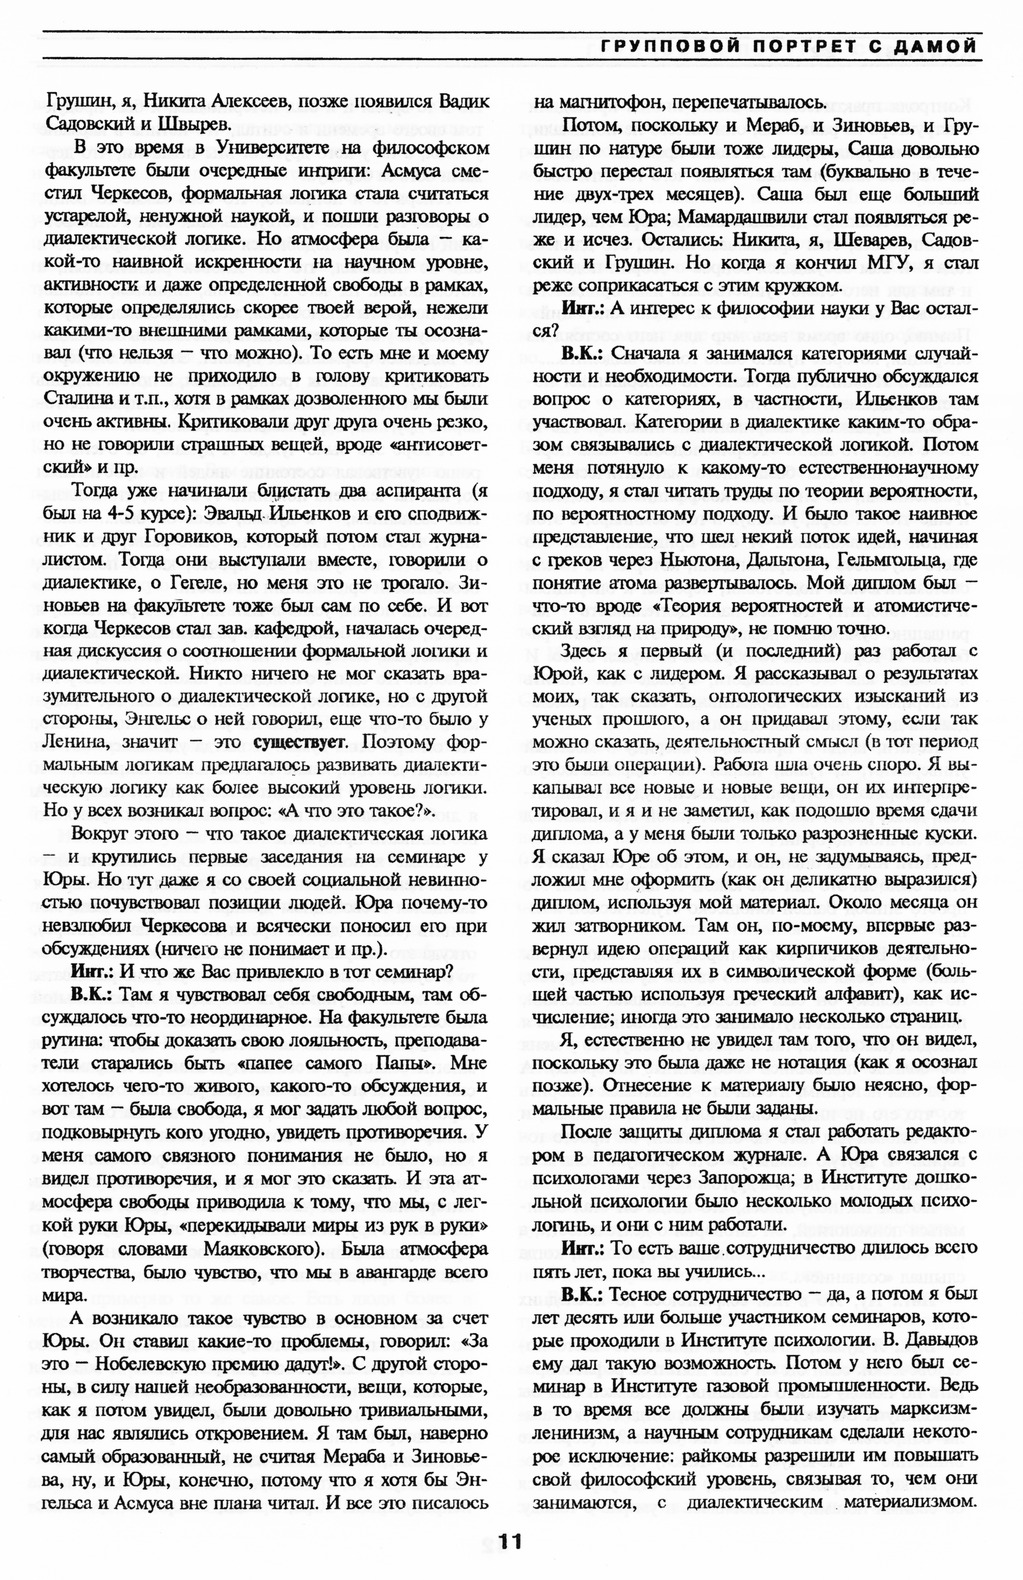 ГРУППОВОЙ ПОРТРЕТ С ДАМОЙ
Грушин, я, Никита Алексеев, позже появился Вадик
Садовский и Швырев.
В это время в Университете на философском
факультете были очередные интриги: Асмуса сме-
стил Черкесов, формальная логика стала считаться
устарелой, ненужной наукой, и пошли разговоры о
диалектической логике. Но атмосфера была — ка-
кой-то наивной искренности на научном уровне,
активности и даже определенной свободы в рамках,
которые определялись скорее твоей верой, нежели
какими-то внешними рамками, которые ты осозна-
вал (что нельзя — что можно). То есть мне и моему
окружению не приходило в голову критиковать
Сталина и т.п., хотя в рамках дозволенного мы были
очень активны. Критиковали друг друга очень резко,
но не говорили страшных вещей, вроде «антисовет-
ский» и пр.
Тогда уже начинали блистать два аспиранта (я
был на 4-5 курсе): Эвальд Ильенков и его сподвиж-
ник и друг Горовиков, который потом стал журна-
листом. Тогда они выступали вместе, говорили о
диалектике, о Гегеле, но меня это не трогало. Зи-
новьев на факультете тоже был сам по себе. И вот
когда Черкесов стал зав. кафедрой, началась очеред-
ная дискуссия о соотношении формальной логики и
диалектической. Никто ничего не мог сказать вра-
зумительного о диалектической логике, но с другой
стороны, Энгельс о ней говорил, еще что-то было у
Ленина, значит — это существует. Поэтому фор-
мальным логикам предлагалось развивать диалекти-
ческую логику как более высокий уровень логики.
Но у всех возникал вопрос: «А что это такое?».
Вокруг этого — что такое диалектическая логика
— и крутились первые заседания на семинаре у
Юры. Но тут даже я со своей социальной невинно-
стью почувствовал позиции людей. Юра почему-то
невзлюбил Черкесова и всячески поносил его при
обсуждениях (ничего не понимает и пр.).
Инт.: И что же Вас привлекло в тот семинар?
В.К.: Там я чувствовал себя свободным, там об-
суждалось что-то неординарное. На факультете была
рутина: чтобы доказать свою лояльность, преподава-
тели старались быть «папее самого Папы». Мне
хотелось чего-то живого, какого-то обсуждения, и
вот там — была свобода, я мог задать любой вопрос,
подковырнуть кого угодно, увидеть противоречия. У
меня самого связного понимания не было, но я
видел противоречия, и я мог это сказать. И эта ат-
мосфера свободы приводила к тому, что мы, с лег-
кой руки Юры, «перекидывали миры из рук в руки»
(говоря словами Маяковского). Была атмосфера
творчества, было чувство, что мы в авангарде всего
мира.
А возникало такое чувство в основном за счет
Юры. Он ставил какие-то проблемы, говорил: «За
это — Нобелевскую премию дадут!». С другой сторо-
ны, в силу нашей необразованности, вещи, которые,
как я потом увидел, были довольно тривиальными,
для нас являлись откровением. Я там был, наверно
самый образованный, не считая Мераба и Зиновье-
ва, ну, и Юры, конечно, потому что я хотя бы Эн-
гельса и Асмуса вне плана читал. И все это писалось
на магнитофон, перепечатывалось.
Потом, поскольку и Мераб, и Зиновьев, и Гру-
шин по натуре были тоже лидеры, Саша довольно
быстро перестал появляться там (буквально в тече-
ние двух-трех месяцев). Саша был еще больший
лидер, чем Юра; Мамардашвили стал появляться ре-
же и исчез. Остались: Никита, я, Шеварев, Садов-
ский и Грушин. Но когда я кончил МГУ, я стал
реже соприкасаться с этим кружком.
Инт.: А интерес к философии науки у Вас остал-
ся?
В.К.: Сначала я занимался категориями случай-
ности и необходимости. Тогда публично обсуждался
вопрос о категориях, в частности, Ильенков там
участвовал. Категории в диалектике каким-то обра-
зом связывались с диалектической логикой. Потом
меня потянуло к какому-то естественнонаучному
подходу, я стал читать труды по теории вероятности,
по вероятностному подходу. И было такое наивное
представление, что шел некий поток идей, начиная
с греков через Ньютона, Дальтона, Гельмгольца, где
понятие атома развертывалось. Мой диплом был —
что-то вроде «Теория вероятностей и атомистиче-
ский взгляд на природу», не помню точно.
Здесь я первый (и последний) раз работал с
Юрой, как с лидером. Я рассказывал о результатах
моих, так сказать, онтологических изысканий из
ученых прошлого, а он придавал этому, если так
можно сказать, деятельностный смысл (в тот период
это были операции). Работа шла очень споро. Я вы-
капывал все новые и новые вещи, он их интерпре-
тировал, и я и не заметил, как подошло время сдачи
диплома, а у меня были только разрозненные куски.
Я сказал Юре об этом, и он, не задумываясь, пред-
ложил мне оформить (как он деликатно выразился)
диплом, используя мой материал. Около месяца он
жил затворником. Там он, по-моему, впервые раз-
вернул идею операций как кирпичиков деятельно-
сти, представляя их в символической форме (боль-
шей частью используя греческий алфавит), как ис-
числение; иногда это занимало несколько страниц.
Я, естественно не увидел там того, что он видел,
поскольку это была даже не нотация (как я осознал
позже). Отнесение к материалу было неясно, фор-
мальные правила не были заданы.
После защиты диплома я стал работать редакто-
ром в педагогическом журнале. А Юра связался с
психологами через Запорожца; в Институте дошко-
льной психологии было несколько молодых психо-
логинь, и они с ним работали.
Инт.: То есть ваше сотрудничество длилось всего
пять лет, пока вы учились...
В.К.: Тесное сотрудничество — да, а потом я был
лет десять или больше участником семинаров, кото-
рые проходили в Институте психологии. В. Давыдов
ему дал такую возможность. Потом у него был се-
минар в Институте газовой промышленности. Ведь
в то время все должны были изучать марксизм-
ленинизм, а научным сотрудникам сделали некото-
рое исключение: райкомы разрешили им повышать
свой философский уровень, связывая то, чем они
занимаются, с диалектическим материализмом.
11